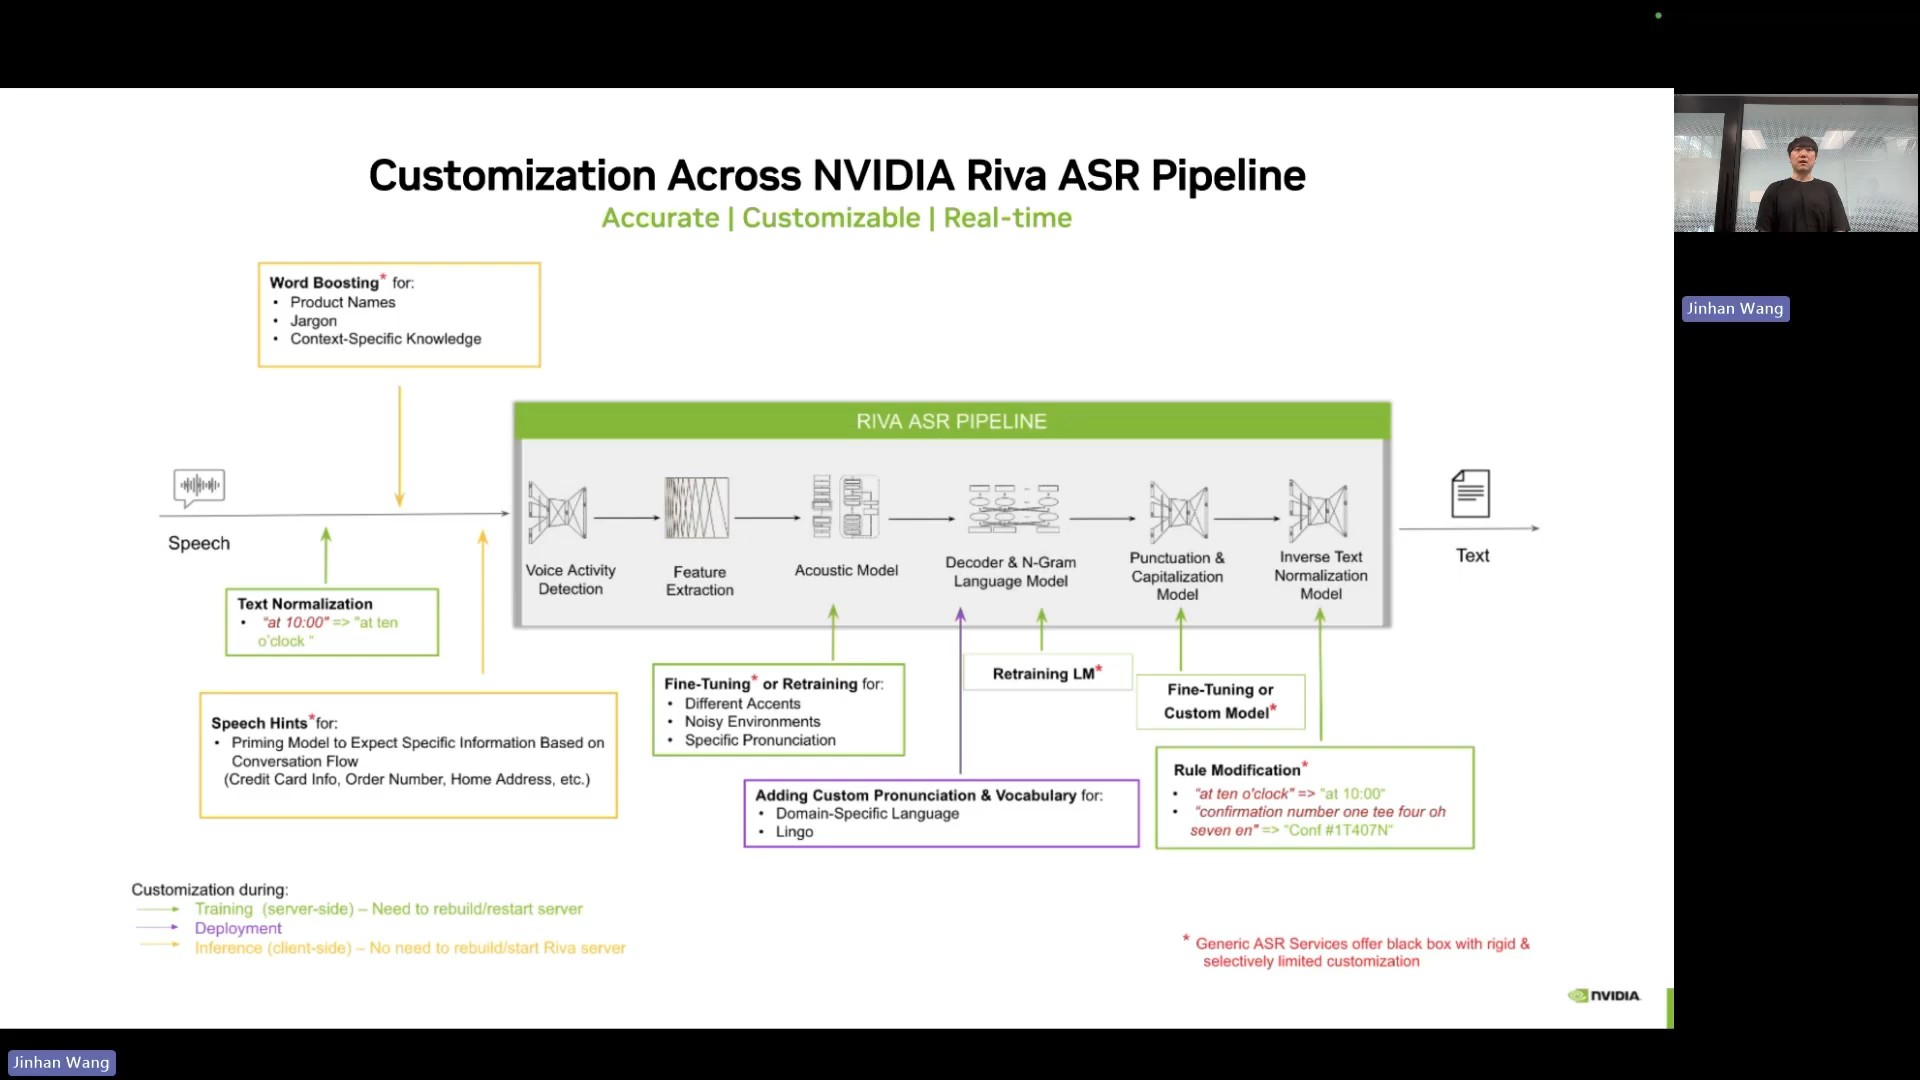 Customization Across NVIDIA Riva ASR Pipeline
Accurate | Customizable | Real-time
Word Boosting* for:
• Product Names
• Jargon
• Context-Specific Knowledge
RIVA ASR PIPELINE
Speech
Voice Activity
Detection
Feature
Extraction
Acoustic Model
Decoder & N-Gram
Language Model
Punctuation &
Capitalization
Model
Inverse Text
Normalization
Model
Text
Text Normalization
• “at 10:00” => "at ten
o’clock “
Speech Hints* for:
• Priming Model to Expect Specific Information Based on
Conversation Flow
(Credit Card Info, Order Number, Home Address, etc.)
Fine-Tuning* or Retraining for:
• Different Accents
• Noisy Environments
• Specific Pronunciation
Retraining LM*
Fine-Tuning or
Custom Model*
Adding Custom Pronunciation & Vocabulary for:
• Domain-Specific Language
• Lingo
Rule Modification*
• “at ten o'clock” => “at 10:00”
• “confirmation number one tee four oh
seven en” => “Conf #1T407N”
Customization during:
Training (server-side) – Need to rebuild/restart server
Deployment
Inference (client-side) – No need to rebuild/start Riva server
* Generic ASR Services offer black box with rigid &
selectively limited customization
NVIDIA
Jinhan Wang
Jinhan Wang